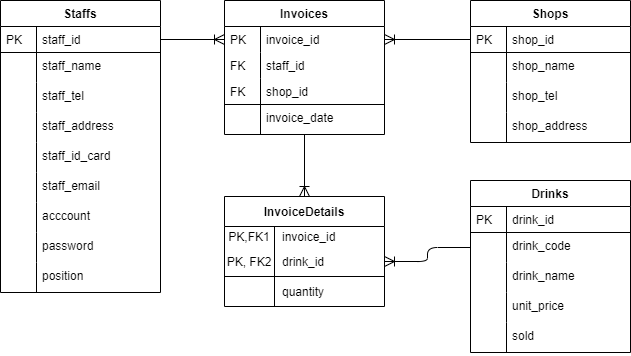 Staffs
PK staff_id
staff_name
staff_tel
staff_address
staff_id_card
staff_email
acccount
password
position
Invoices
PK invoice_id
FK staff_id
FK shop_id
invoice_date
Shops
PK shop_id
shop_name
shop_tel
shop_address
InvoiceDetails
PK,FK1 invoice_id
PK, FK2 drink_id
quantity
Drinks
PK drink_id
drink_code
drink_name
unit_price
sold